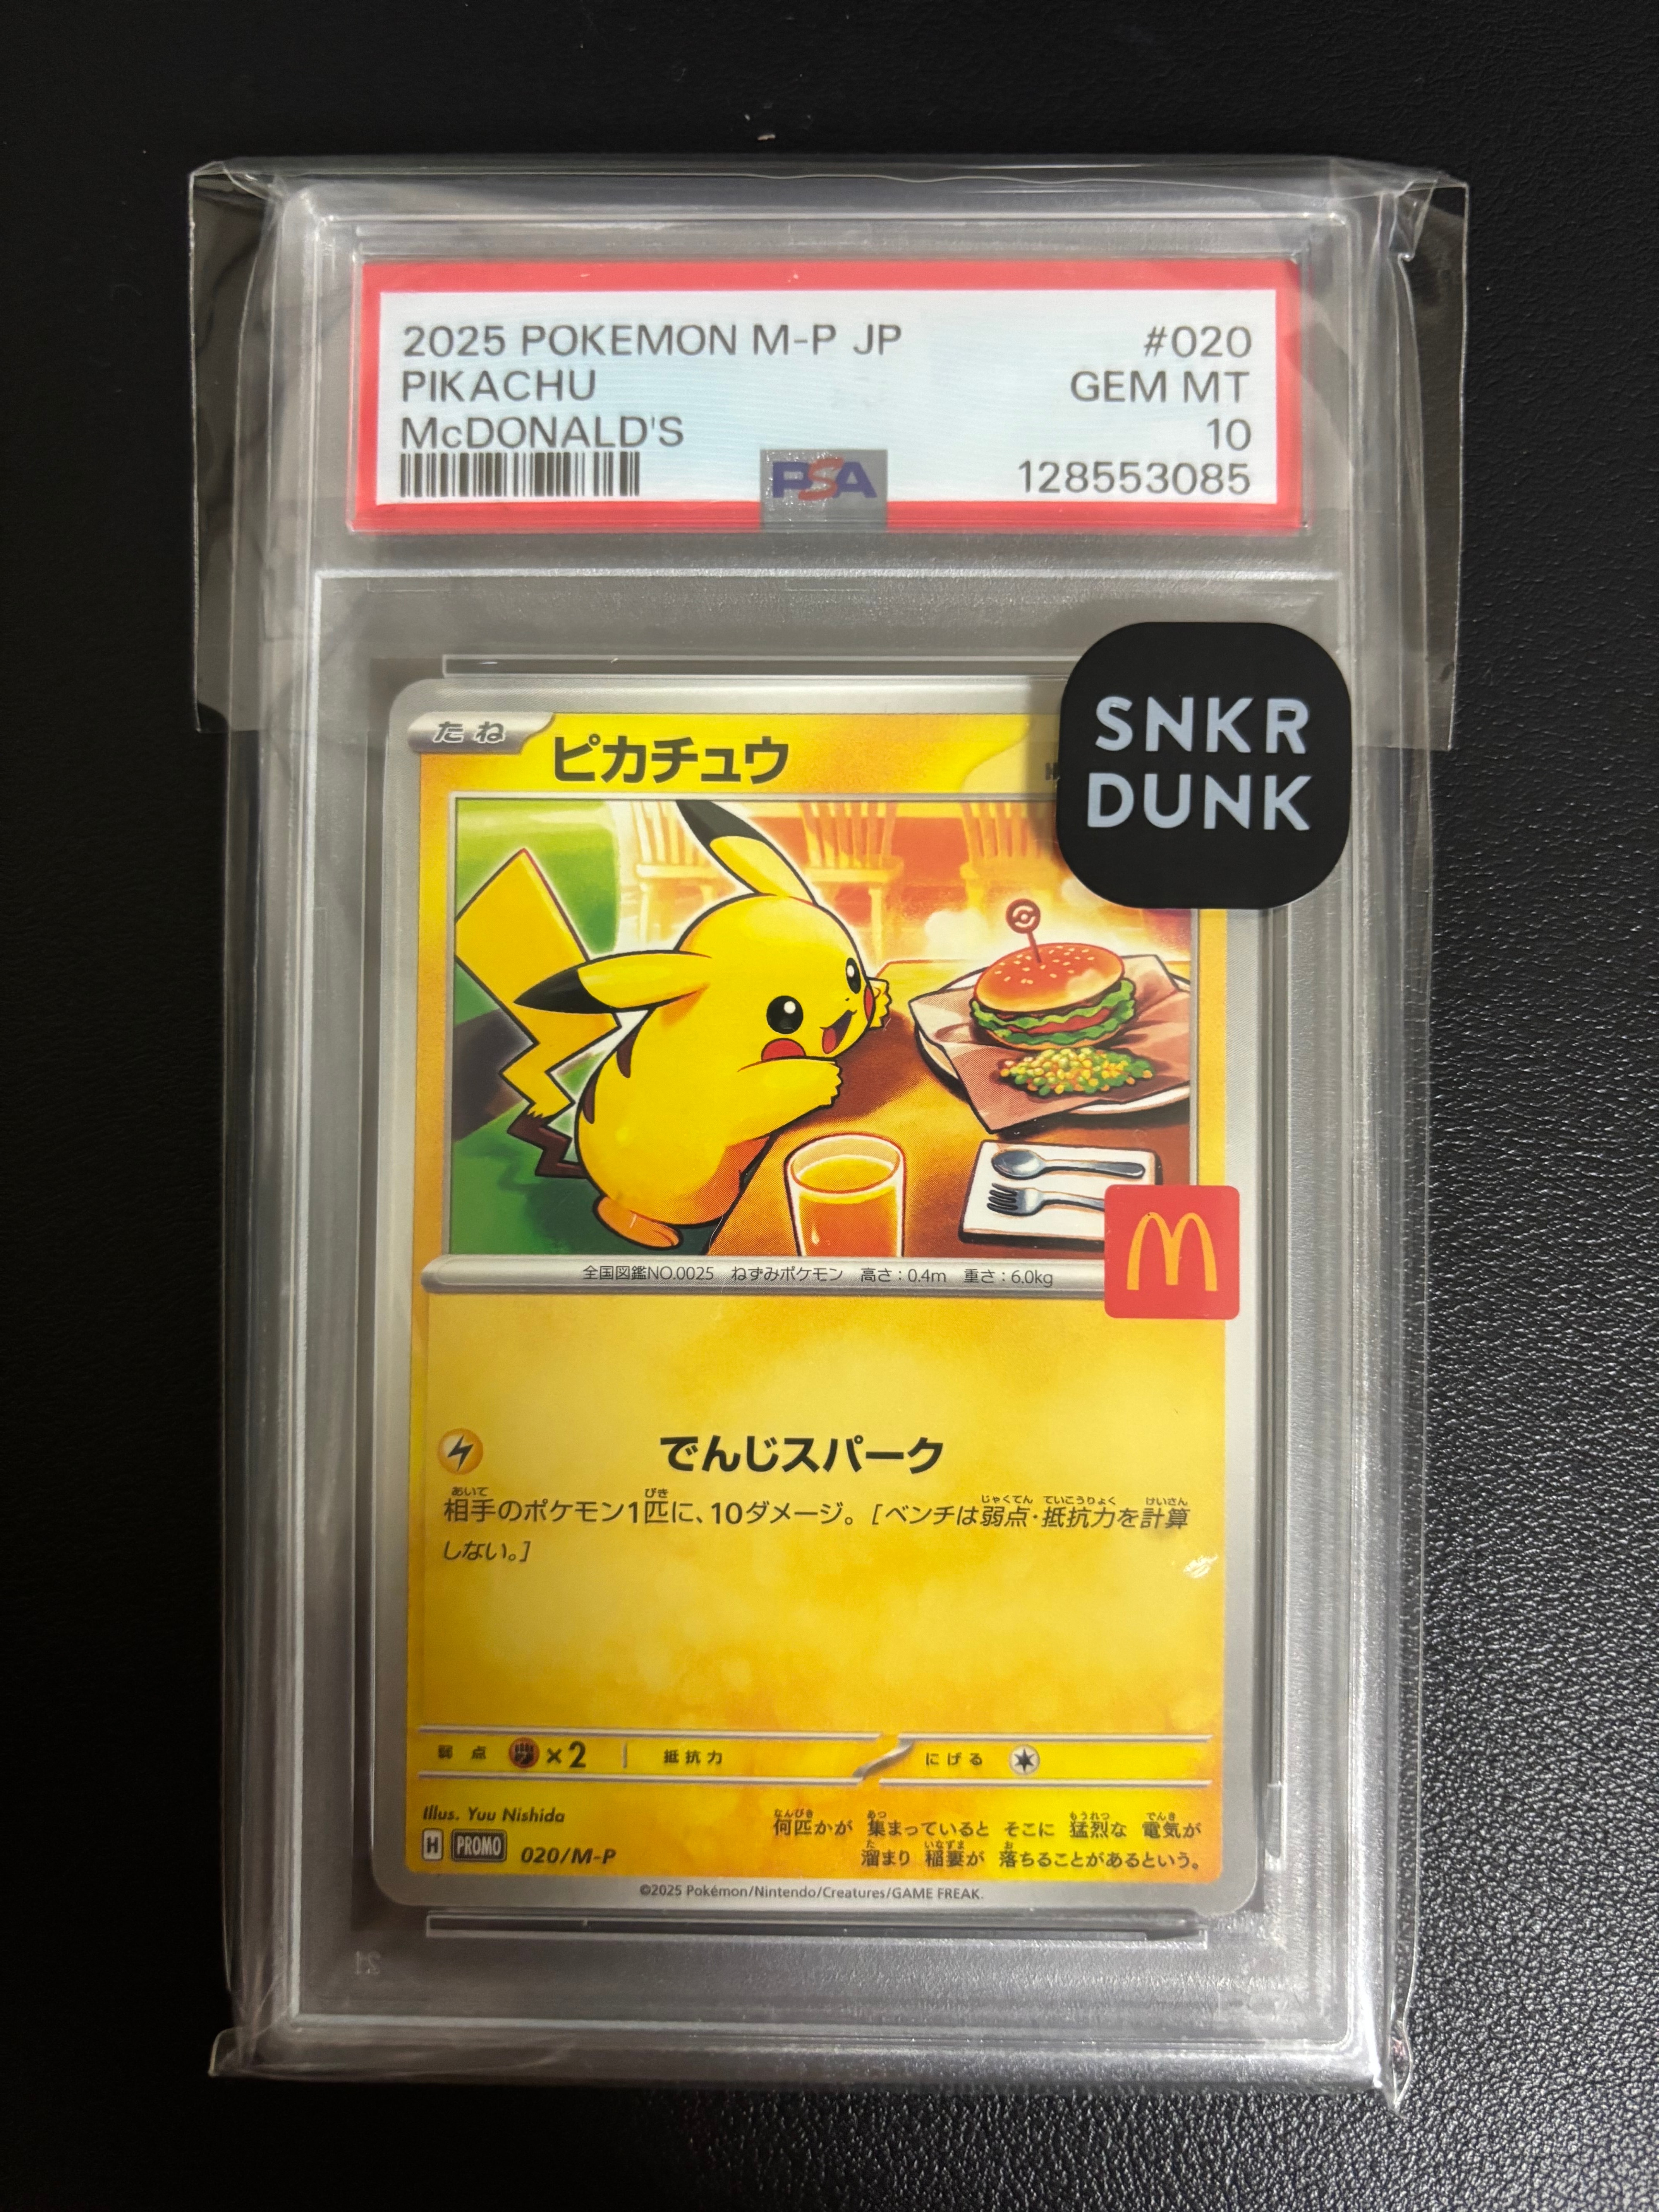 2025 POKEMON M-P JP #020
PIKACHU GEM MT
McDONALD'S 10
PSA 128553085
SNKR
DUNK
たね ピカチュウ
全国図鑑NO.0025 ねずみポケモン 高さ:0.4m 重さ:6.0kg
M
でんじスパーク
相手のポケモン1匹に、10ダメージ。[ベンチは弱点・抵抗力を計算
しない。]
弱点 ×2 抵抗力 にげる
Illus. Yuu Nishida
何匹かが 集まっていると そこに 猛烈な 電気が
溜まり 稲妻が 落ちることがあるという。
H PROMO 020/M-P
©2025 Pokémon/Nintendo/Creatures/GAME FREAK.